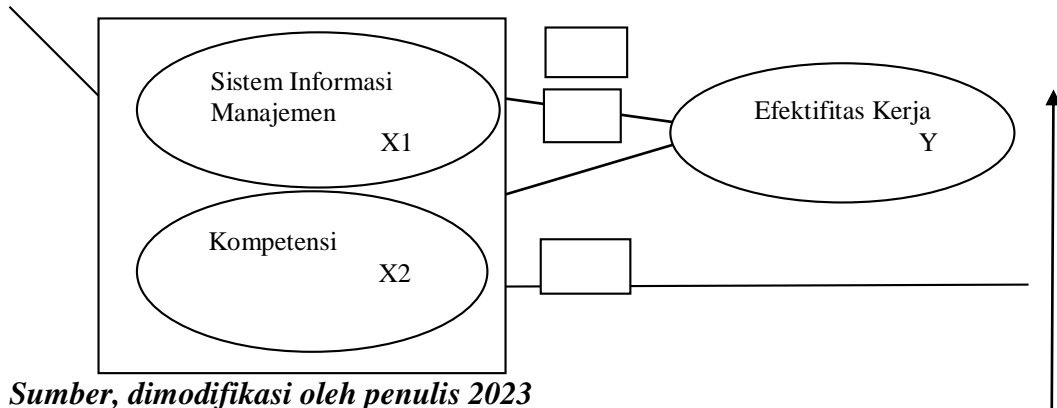 Sistem Informasi
Manajemen
X1
Efektifitas Kerja
Y
Kompetensi
X2
Sumber, dimodifikasi oleh penulis 2023